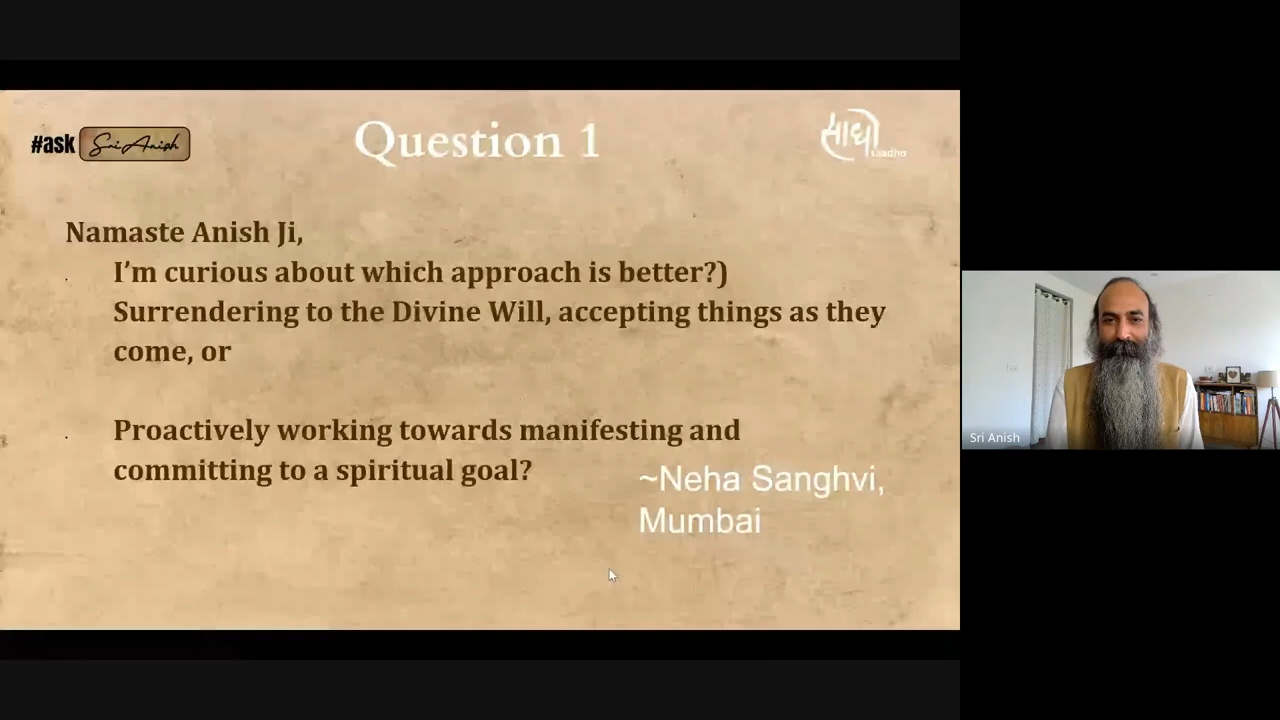 #ask Sri Anish
Question 1
साधो
Saadho
Namaste Anish Ji,
I’m curious about which approach is better?)
Surrendering to the Divine Will, accepting things as they
come, or
Proactively working towards manifesting and
committing to a spiritual goal?
~Neha Sanghvi,
Mumbai
Sri Anish